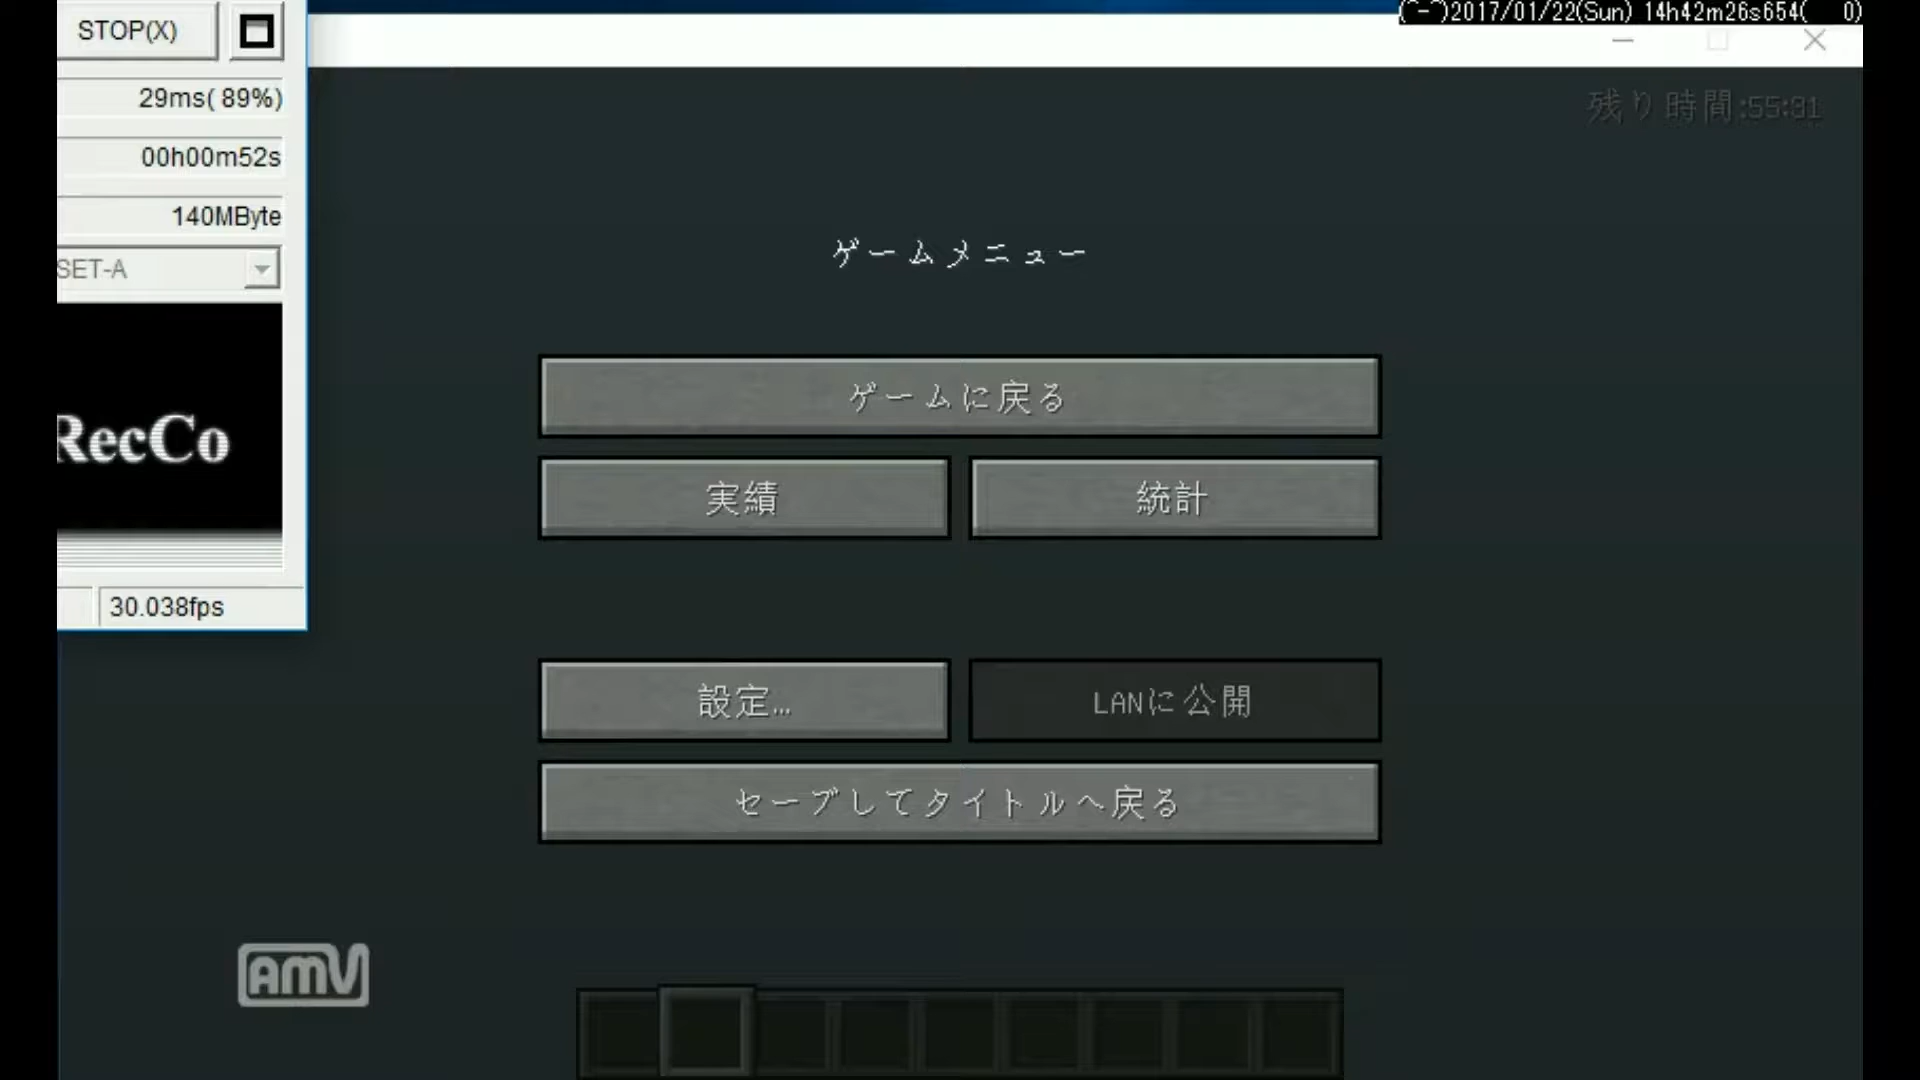 STOP(X)
(^-^)2017/01/22(Sun) 14h42m26s654( 0)
29ms( 89%)
残り時間:55:31
00h00m52s
140MByte
SET-A
ゲームメニュー
ゲームに戻る
RecCo
実績
統計
30.038fps
設定...
LANに公開
セーブしてタイトルへ戻る
AMV